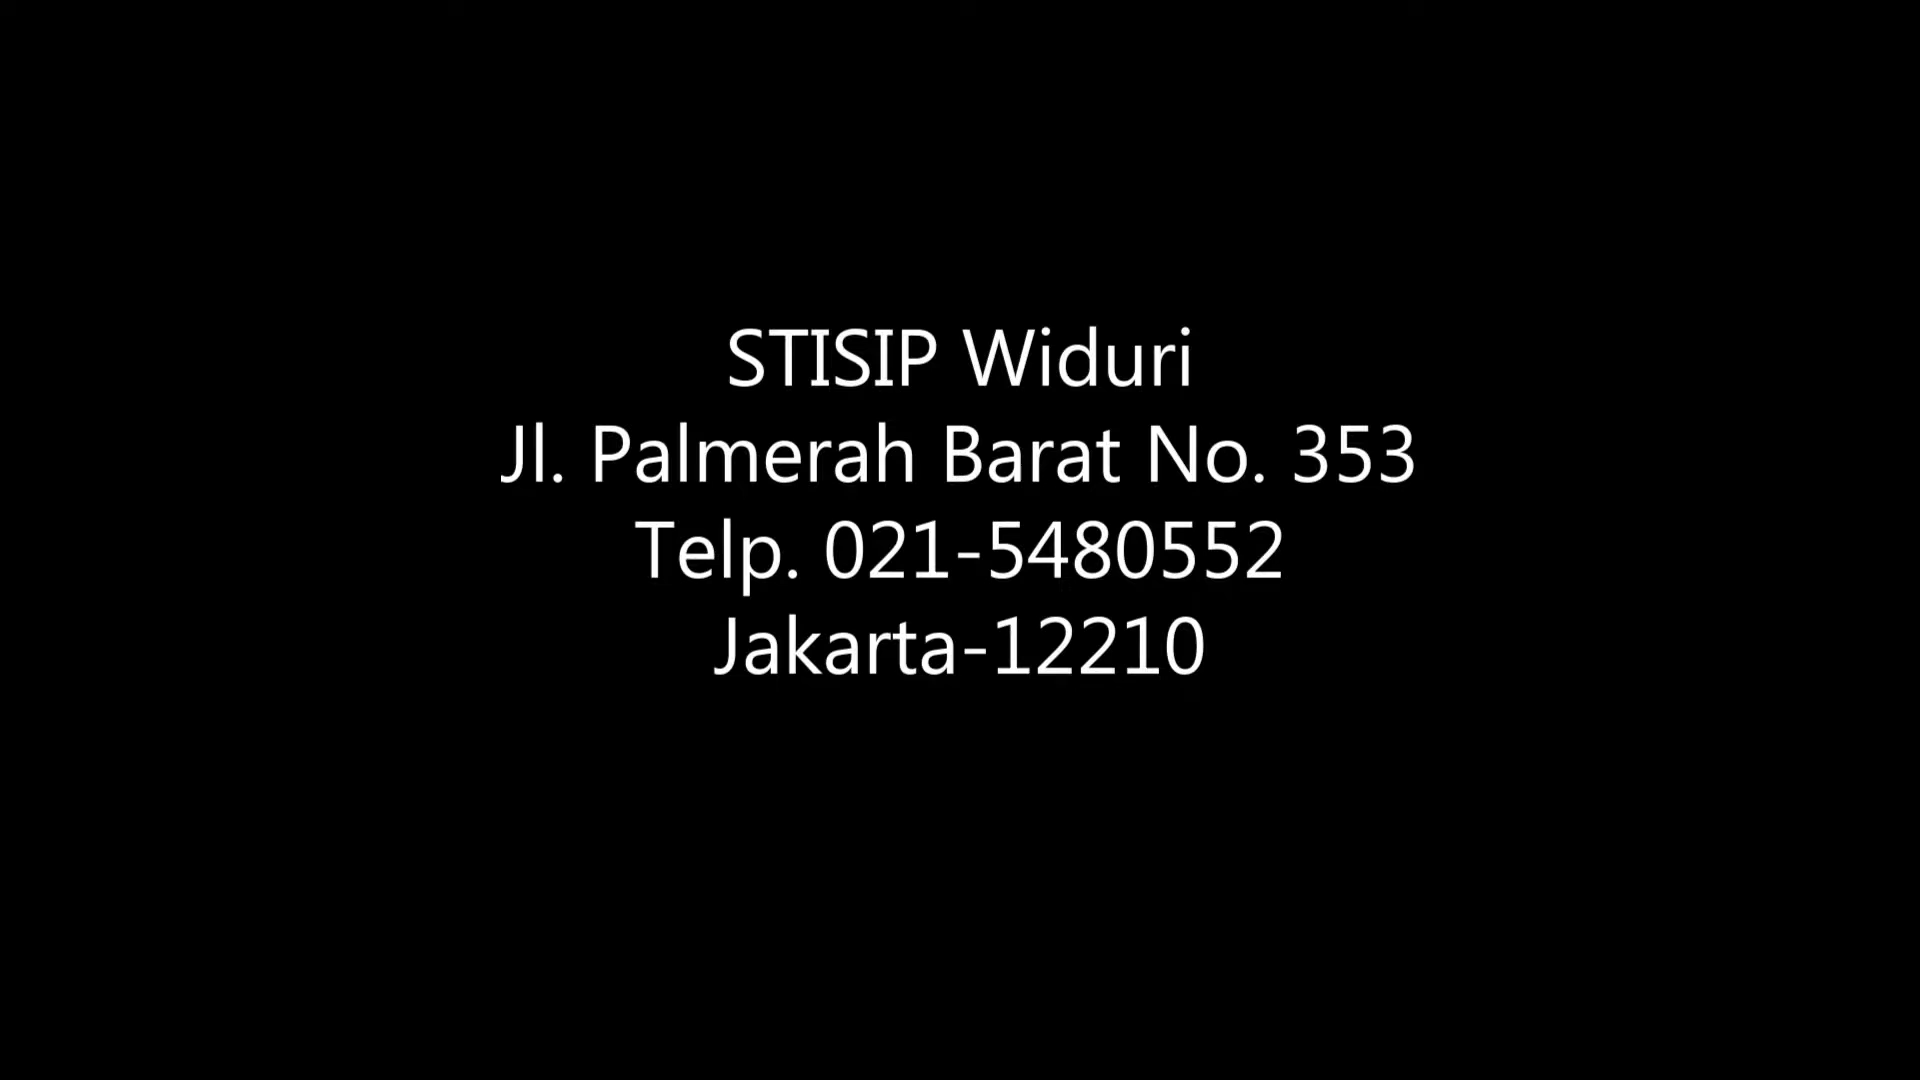 STISIP Widuri
Jl. Palmerah Barat No. 353
Telp. 021-5480552
Jakarta-12210